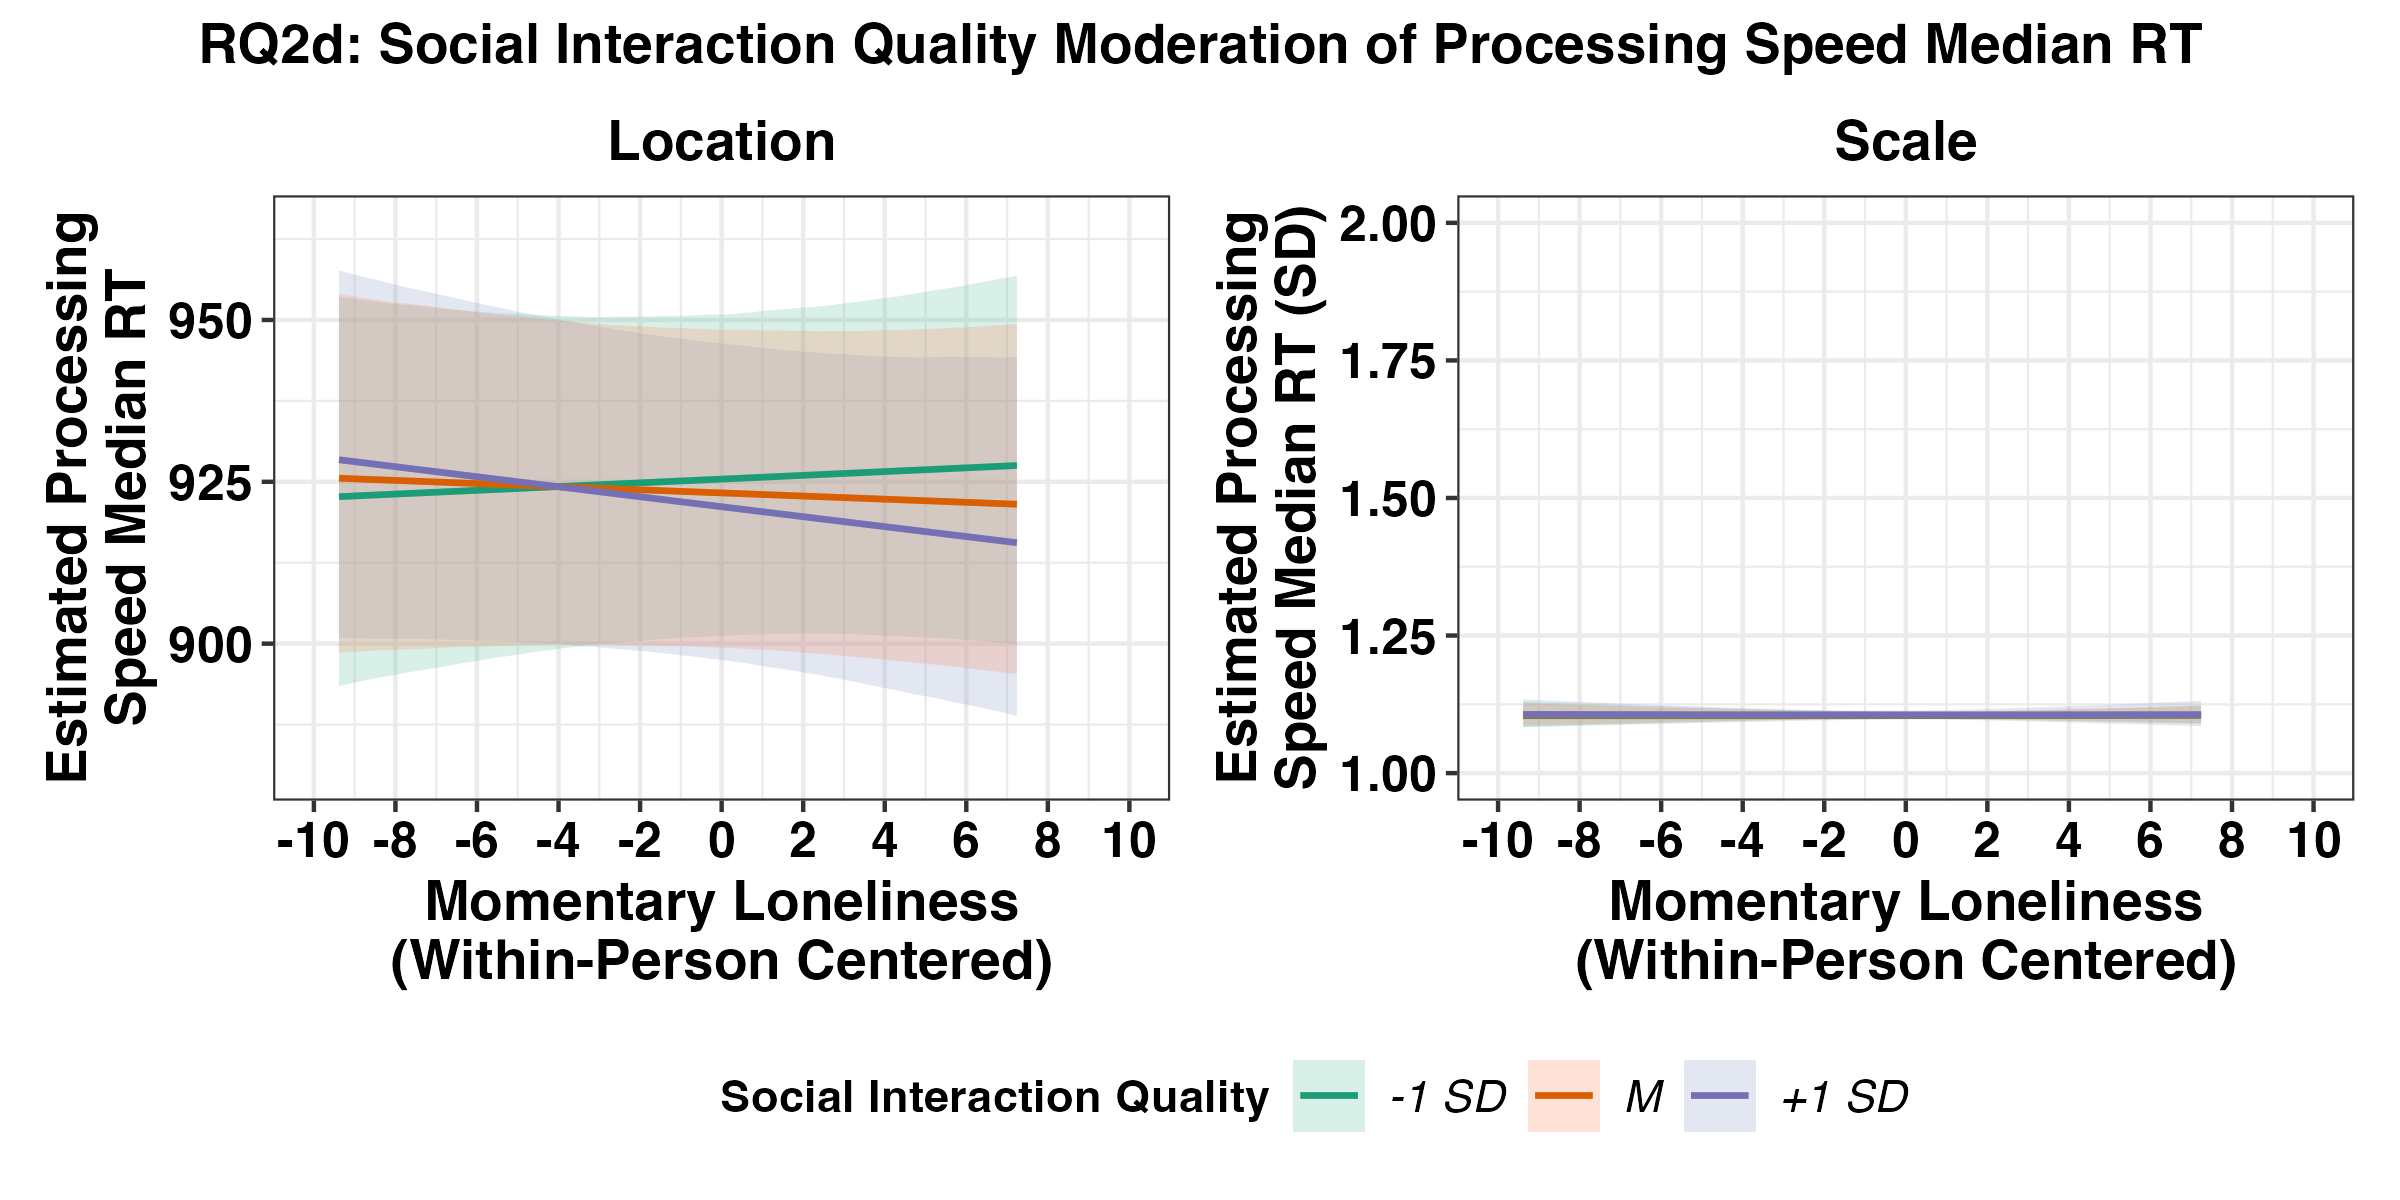 RQ2d: Social Interaction Quality Moderation of Processing Speed Median RT
Location
Estimated Processing
Speed Median RT
950
925
900
-10 -8 -6 -4 -2 0 2 4 6 8 10
Momentary Loneliness
(Within-Person Centered)
Scale
Estimated Processing
Speed Median RT (SD)
2.00
1.75
1.50
1.25
1.00
-10 -8 -6 -4 -2 0 2 4 6 8 10
Momentary Loneliness
(Within-Person Centered)
Social Interaction Quality -1 SD M +1 SD